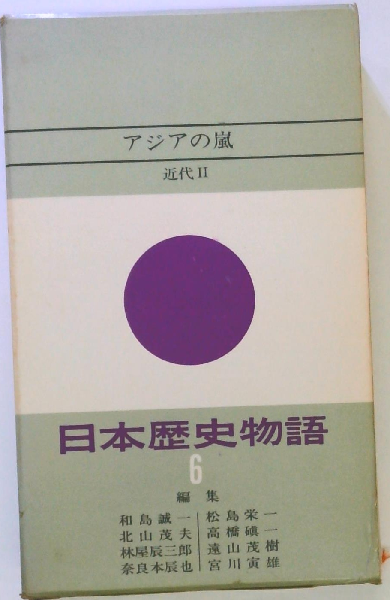 アジアの嵐
近代II
日本歴史物語
6
編集
和島誠一 松島栄一
北山茂夫 高橋磌一
林屋辰三郎 遠山茂樹
奈良本辰也 宮川寅雄